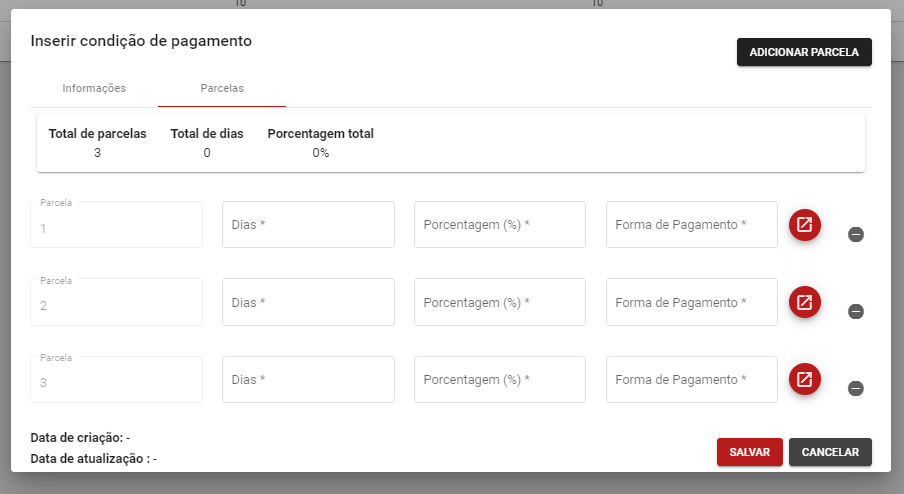 10 10
Inserir condição de pagamento
ADICIONAR PARCELA
Informações Parcelas
Total de parcelas Total de dias Porcentagem total
3 0 0%
Parcela
1 Dias * Porcentagem (%) * Forma de Pagamento *
Parcela
2 Dias * Porcentagem (%) * Forma de Pagamento *
Parcela
3 Dias * Porcentagem (%) * Forma de Pagamento *
Data de criação: -
SALVAR CANCELAR
Data de atualização : -